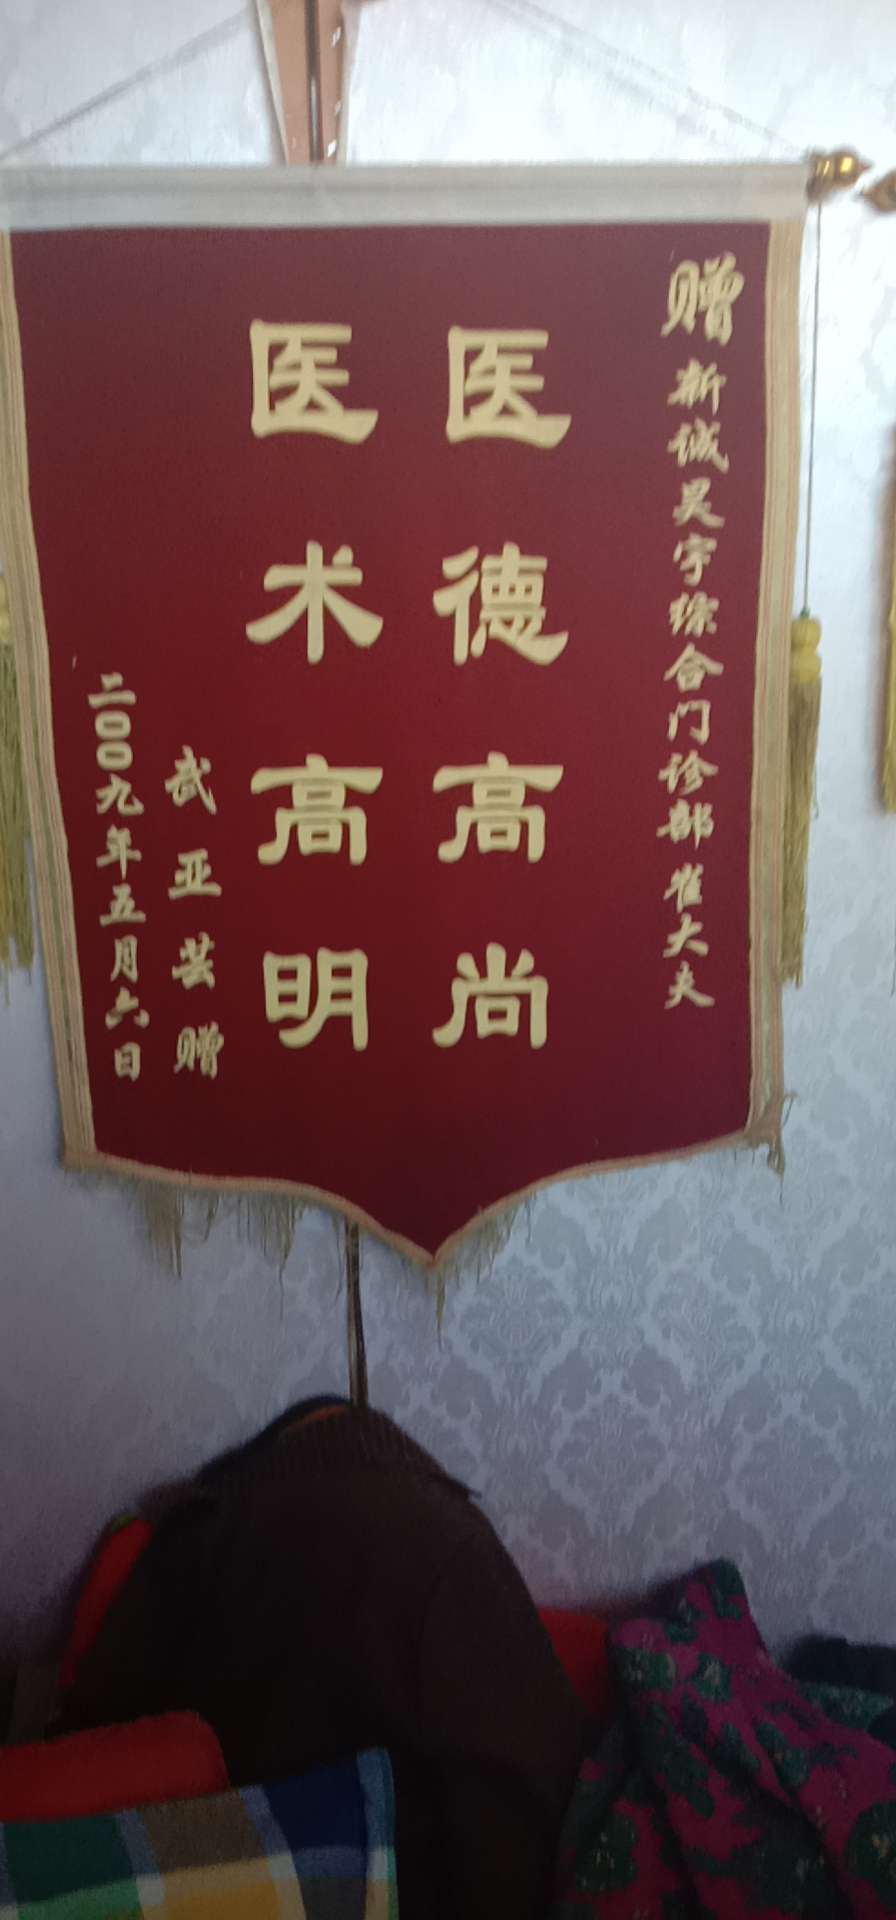 赠新诚昊宇综合门诊部崔大夫
医德高尚
医术高明
武亚芸赠
二〇〇九年五月六日